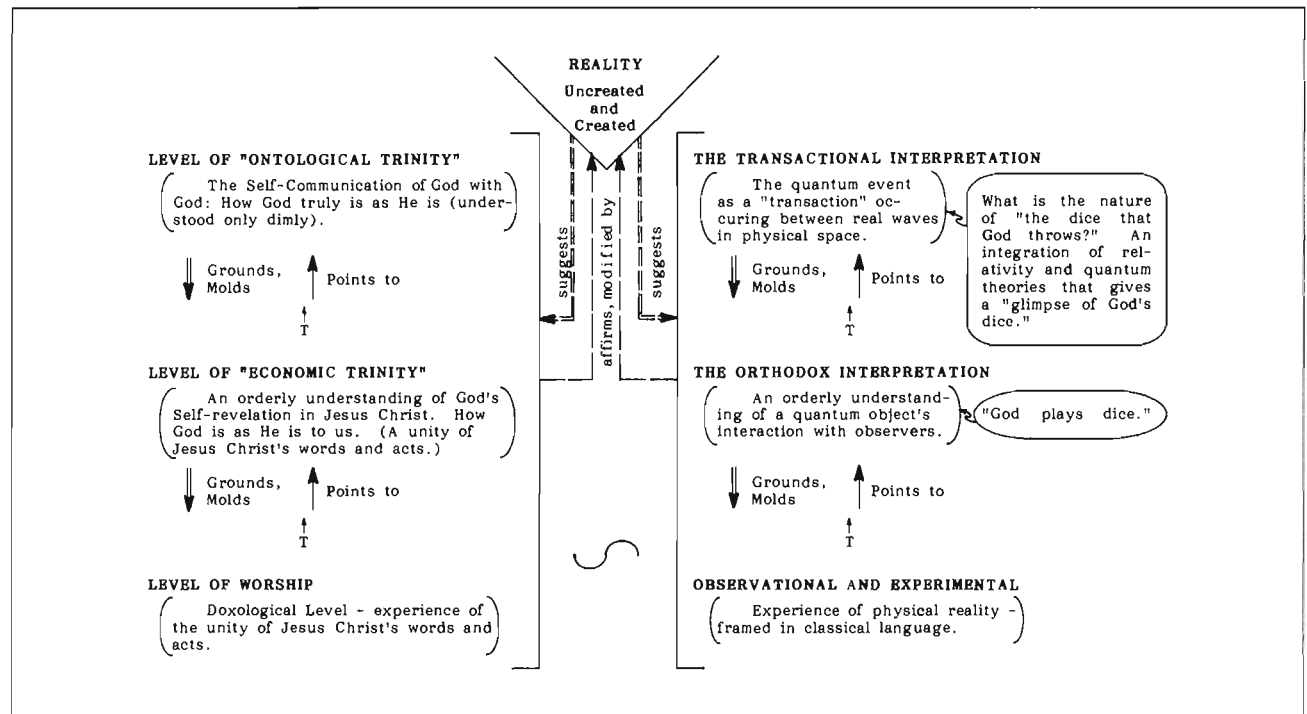 REALITY
Uncreated
and
Created
LEVEL OF "ONTOLOGICAL TRINITY"
The Self-Communication of God with
God: How God truly is as He is (under-
stood only dimly).
Grounds,
Molds
Points to
T
LEVEL OF "ECONOMIC TRINITY"
An orderly understanding of God's
Self-revelation in Jesus Christ. How
God is as He is to us. (A unity of
Jesus Christ's words and acts.)
Grounds,
Molds
Points to
T
LEVEL OF WORSHIP
Doxological Level - experience of
the unity of Jesus Christ's words and
acts.
suggests
affirms, modified by
suggests
THE TRANSACTIONAL INTERPRETATION
The quantum event
as a "transaction" oc-
curing between real waves
in physical space.
What is the nature
of "the dice that
God throws?" An
integration of rel-
ativity and quantum
theories that gives
a "glimpse of God's
dice."
Grounds,
Molds
Points to
T
THE ORTHODOX INTERPRETATION
An orderly understand-
ing of a quantum object's
interaction with observers.
"God plays dice."
Grounds,
Molds
Points to
T
OBSERVATIONAL AND EXPERIMENTAL
Experience of physical reality -
framed in classical language.